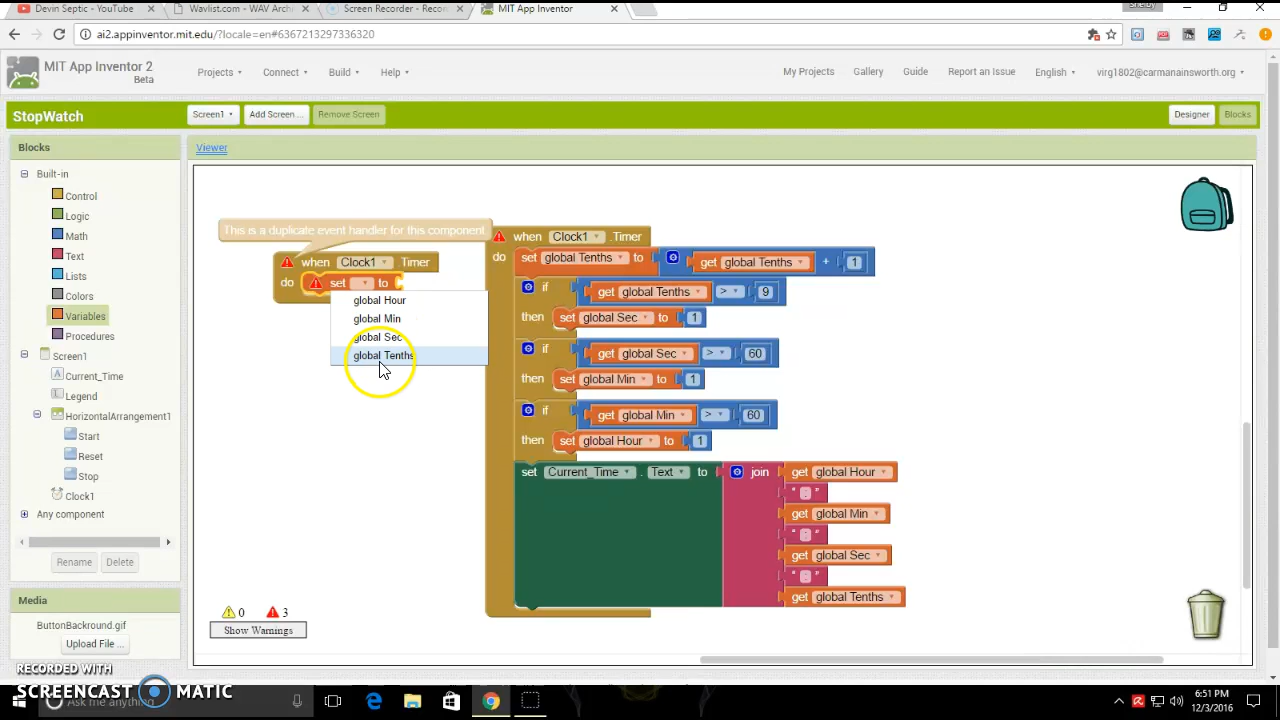 Devin Septic - YouTube
Wavlist.com - WAV Arch
Screen Recorder - Record
MIT App Inventor
Shelby
ai2.appinventor.mit.edu/?locale=en#6367213297336320
MIT App Inventor 2
Beta
Projects
Connect
Build
Help
My Projects
Gallery
Guide
Report an Issue
English
virg1802@carmanainsworth.org
StopWatch
Screen1
Add Screen ...
Remove Screen
Designer
Blocks
Blocks
Viewer
Built-in
Control
Logic
Math
Text
Lists
Colors
Variables
Procedures
Screen1
Current_Time
Legend
HorizontalArrangement1
Start
Reset
Stop
Clock1
Any component
Rename
Delete
Media
ButtonBackround.gif
Upload File ...
This is a duplicate event handler for this component
when Clock1 .Timer
do set to
global Hour
global Min
global Sec
global Tenths
when Clock1 .Timer
do set global Tenths to get global Tenths + 1
if get global Tenths > 9
then set global Sec to 1
if get global Sec > 60
then set global Min to 1
if get global Min > 60
then set global Hour to 1
set Current_Time . Text to join get global Hour
" : "
get global Min
" : "
get global Sec
" : "
get global Tenths
0 3
Show Warnings
RECORDED WITH
SCREENCAST MATIC
Ask me anything
6:51 PM
12/3/2016